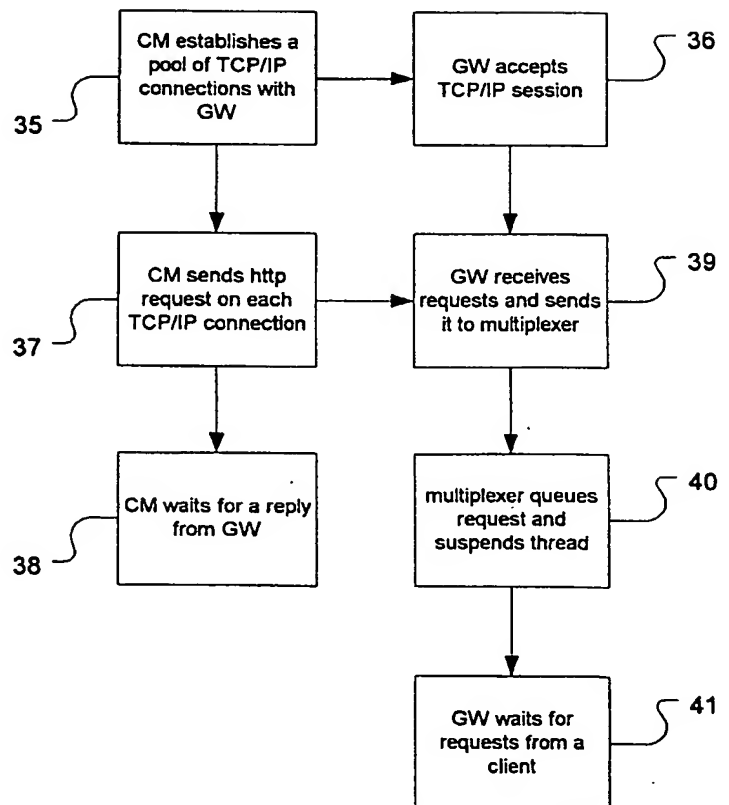 CM establishes a
pool of TCP/IP
connections with
GW
35
GW accepts
TCP/IP session
36
CM sends http
request on each
TCP/IP connection
37
GW receives
requests and sends
it to multiplexer
39
CM waits for a reply
from GW
38
multiplexer queues
request and
suspends thread
40
GW waits for
requests from a
client
41